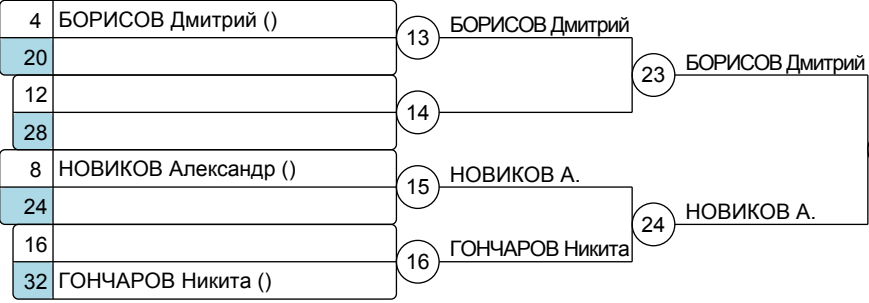 4 БОРИСОВ Дмитрий ()
20
13 БОРИСОВ Дмитрий
12
28
14
23 БОРИСОВ Дмитрий
8 НОВИКОВ Александр ()
24
15 НОВИКОВ А.
16
32 ГОНЧАРОВ Никита ()
16 ГОНЧАРОВ Никита
24 НОВИКОВ А.